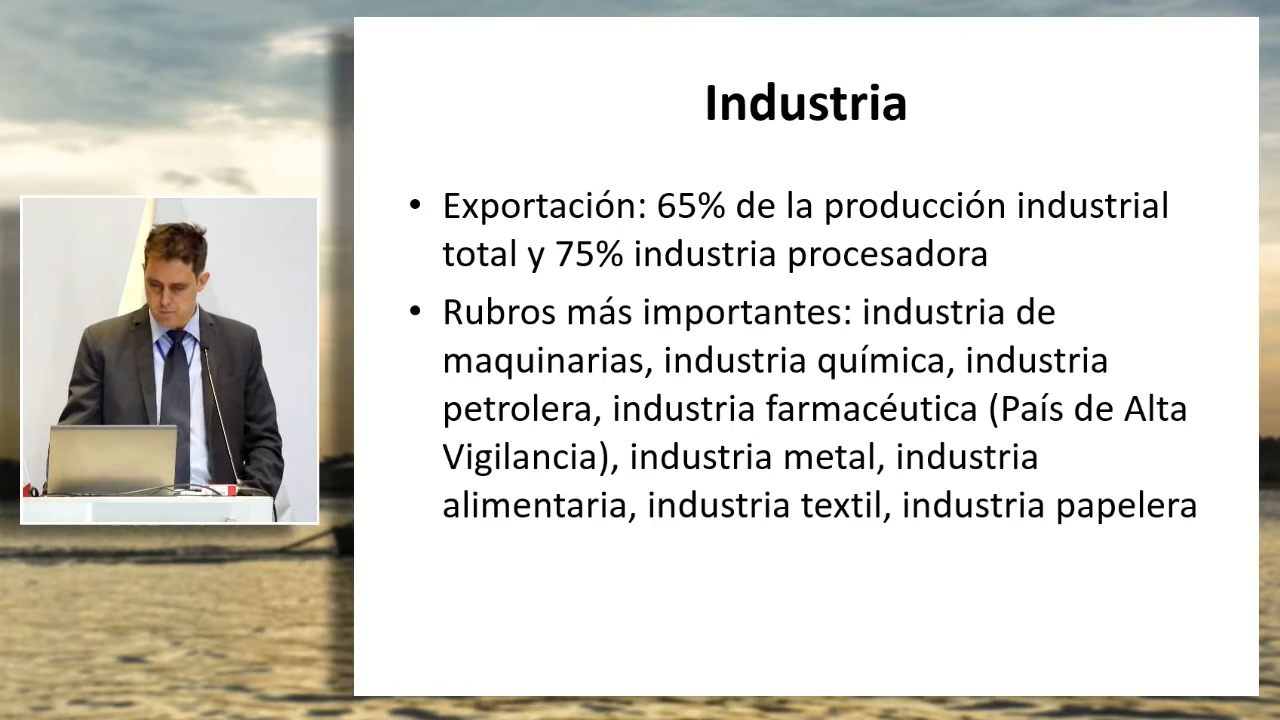 Industria
• Exportación: 65% de la producción industrial
total y 75% industria procesadora
• Rubros más importantes: industria de
maquinarias, industria química, industria
petrolera, industria farmacéutica (País de Alta
Vigilancia), industria metal, industria
alimentaria, industria textil, industria papelera